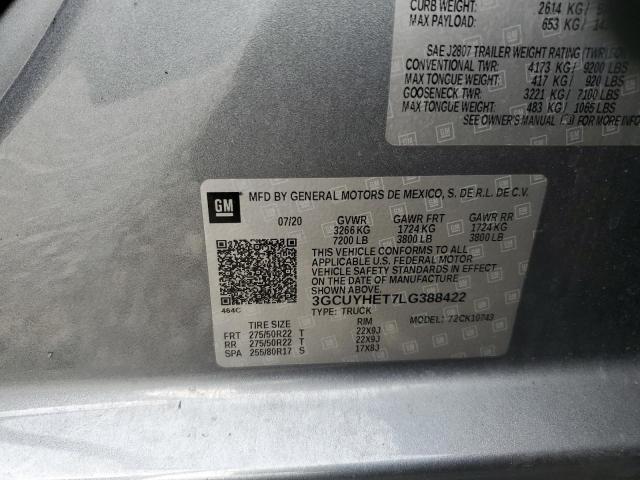 CURB WEIGHT: 2614 KG /
MAX PAYLOAD: 653 KG /
SAE J2807 TRAILER WEIGHT RATING (TWR)
CONVENTIONAL TWR: 4173 KG / 9200 LBS
MAX TONGUE WEIGHT: 417 KG / 920 LBS
GOOSENECK TWR: 3221 KG / 7100 LBS
MAX TONGUE WEIGHT: 483 KG / 1065 LBS
SEE OWNER'S MANUAL FOR MORE
GM MFD BY GENERAL MOTORS DE MEXICO, S. DE R.L. DE C.V.
07/20 GVWR GAWR FRT GAWR RR
3266 KG 1724 KG 1724 KG
7200 LB 3800 LB 3800 LB
THIS VEHICLE CONFORMS TO ALL
APPLICABLE U.S. FEDERAL MOTOR
VEHICLE SAFETY STANDARDS IN EFFECT
ON THE DATE OF MANUFACTURE
SHOWN ABOVE.
3GCUYHET7LG388422
464C TYPE: TRUCK MODEL: 72CK10743
TIRE SIZE RIM
FRT 275/50R22 T 22X9J
RR 275/50R22 T 22X9J
SPA 255/80R17 S 17X8J